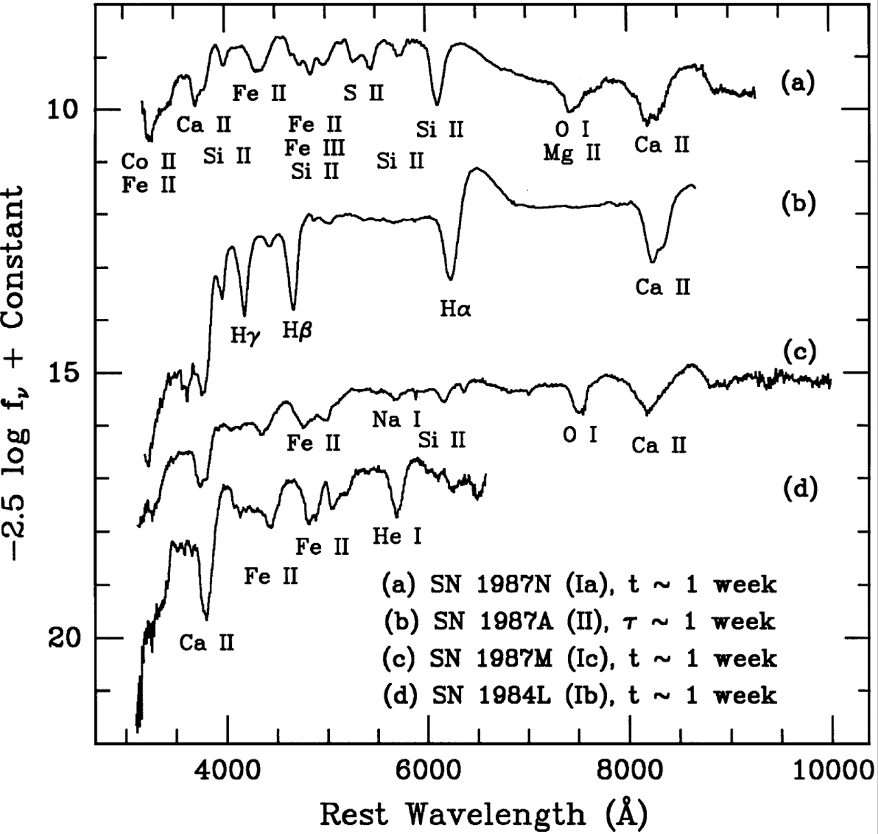 (a)
10
Fe II
S II
Ca II
Fe II
Si II
O I
Ca II
Co II
Si II
Fe III
Si II
Mg II
Fe II
Si II
(b)
Ca II
Hγ
Hβ
Hα
(c)
15
Na I
Fe II
Si II
O I
Ca II
(d)
Fe II
He I
Fe II
Ca II
20
(a) SN 1987N (Ia), t ~ 1 week
(b) SN 1987A (II), τ ~ 1 week
(c) SN 1987M (Ic), t ~ 1 week
(d) SN 1984L (Ib), t ~ 1 week
-2.5 log fν + Constant
4000 6000 8000 10000
Rest Wavelength (Å)